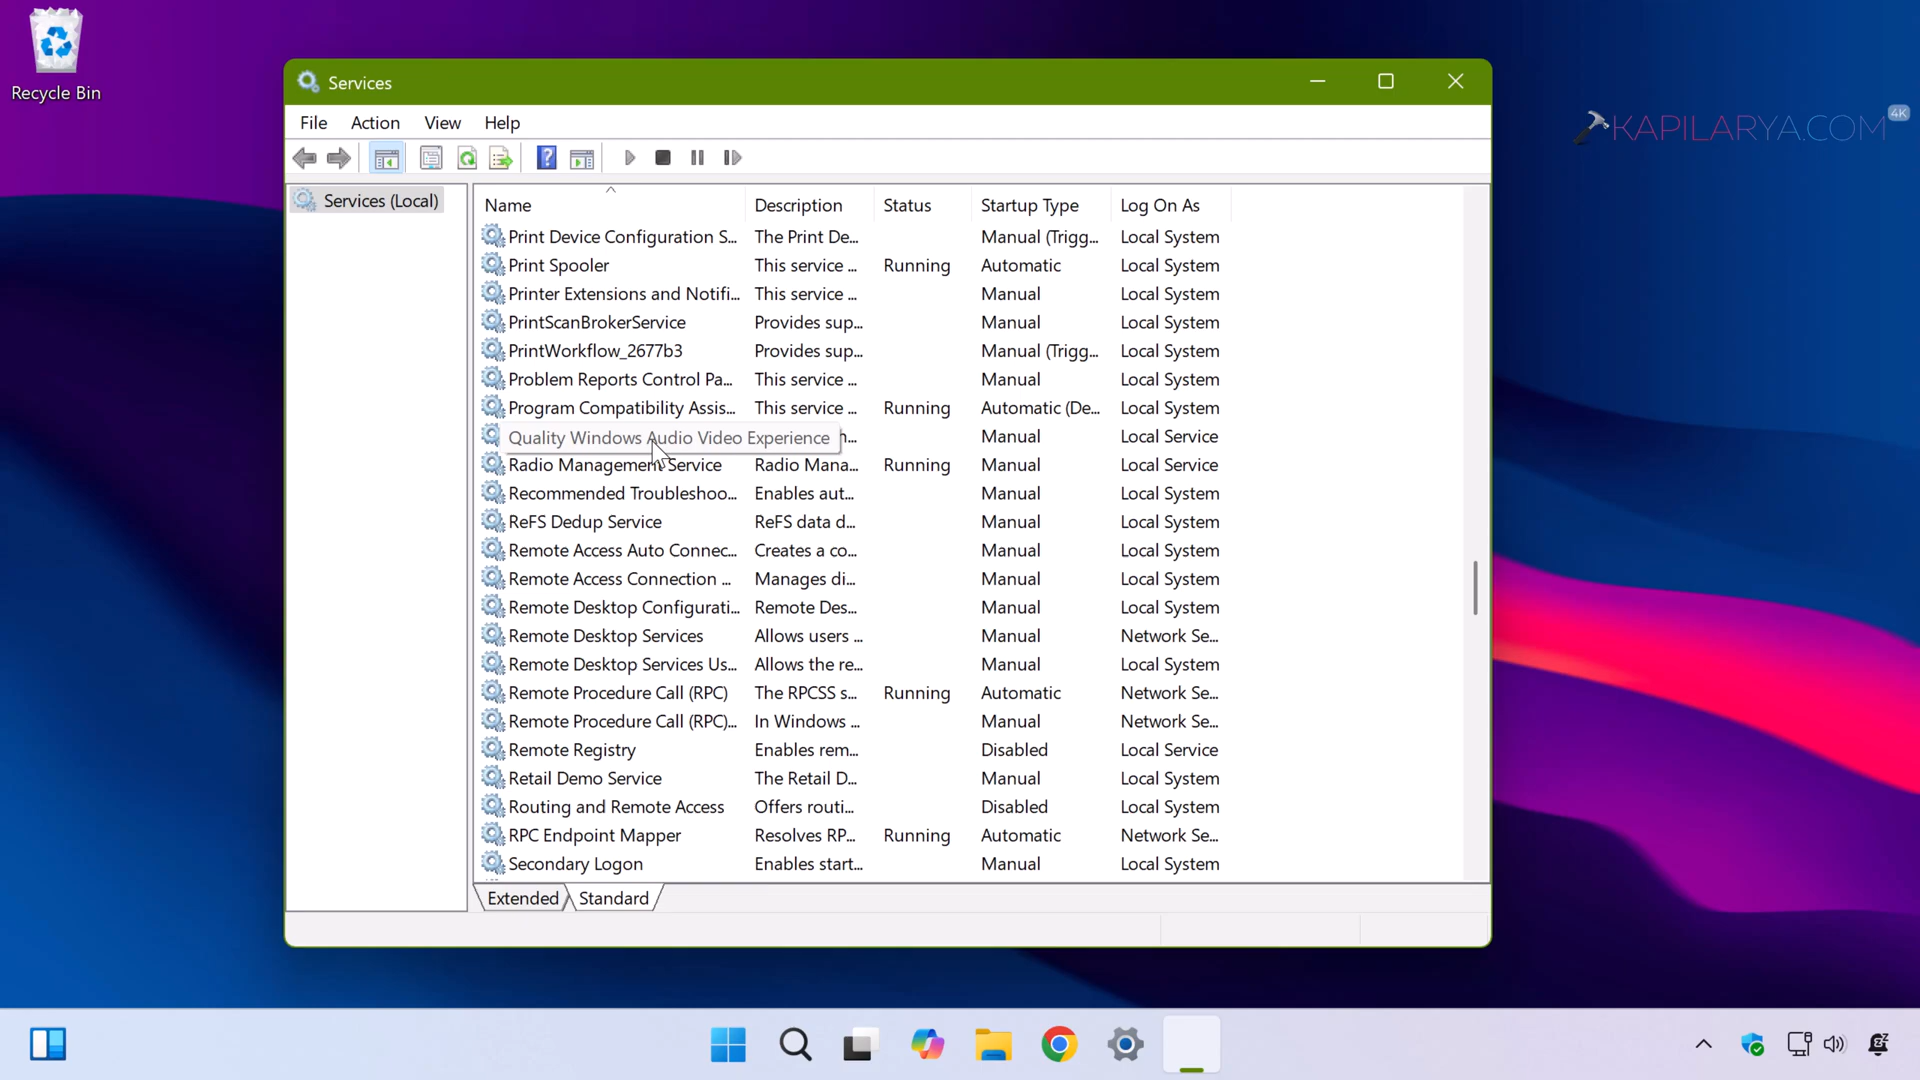 Recycle Bin
Services
KAPILARYA.COM
4K
File Action View Help
Services (Local)
Name Description Status Startup Type Log On As
Print Device Configuration S... The Print De... Manual (Trigg... Local System
Print Spooler This service ... Running Automatic Local System
Printer Extensions and Notifi... This service ... Manual Local System
PrintScanBrokerService Provides sup... Manual Local System
PrintWorkflow_2677b3 Provides sup... Manual (Trigg... Local System
Problem Reports Control Pa... This service ... Manual Local System
Program Compatibility Assis... This service ... Running Automatic (De... Local System
Quality Windows Audio Video Experience n... Manual Local Service
Radio Management Service Radio Mana... Running Manual Local Service
Recommended Troubleshoo... Enables aut... Manual Local System
ReFS Dedup Service ReFS data d... Manual Local System
Remote Access Auto Connec... Creates a co... Manual Local System
Remote Access Connection ... Manages di... Manual Local System
Remote Desktop Configurati... Remote Des... Manual Local System
Remote Desktop Services Allows users ... Manual Network Se...
Remote Desktop Services Us... Allows the re... Manual Local System
Remote Procedure Call (RPC) The RPCSS s... Running Automatic Network Se...
Remote Procedure Call (RPC)... In Windows ... Manual Network Se...
Remote Registry Enables rem... Disabled Local Service
Retail Demo Service The Retail D... Manual Local System
Routing and Remote Access Offers routi... Disabled Local System
RPC Endpoint Mapper Resolves RP... Running Automatic Network Se...
Secondary Logon Enables start... Manual Local System
Extended Standard